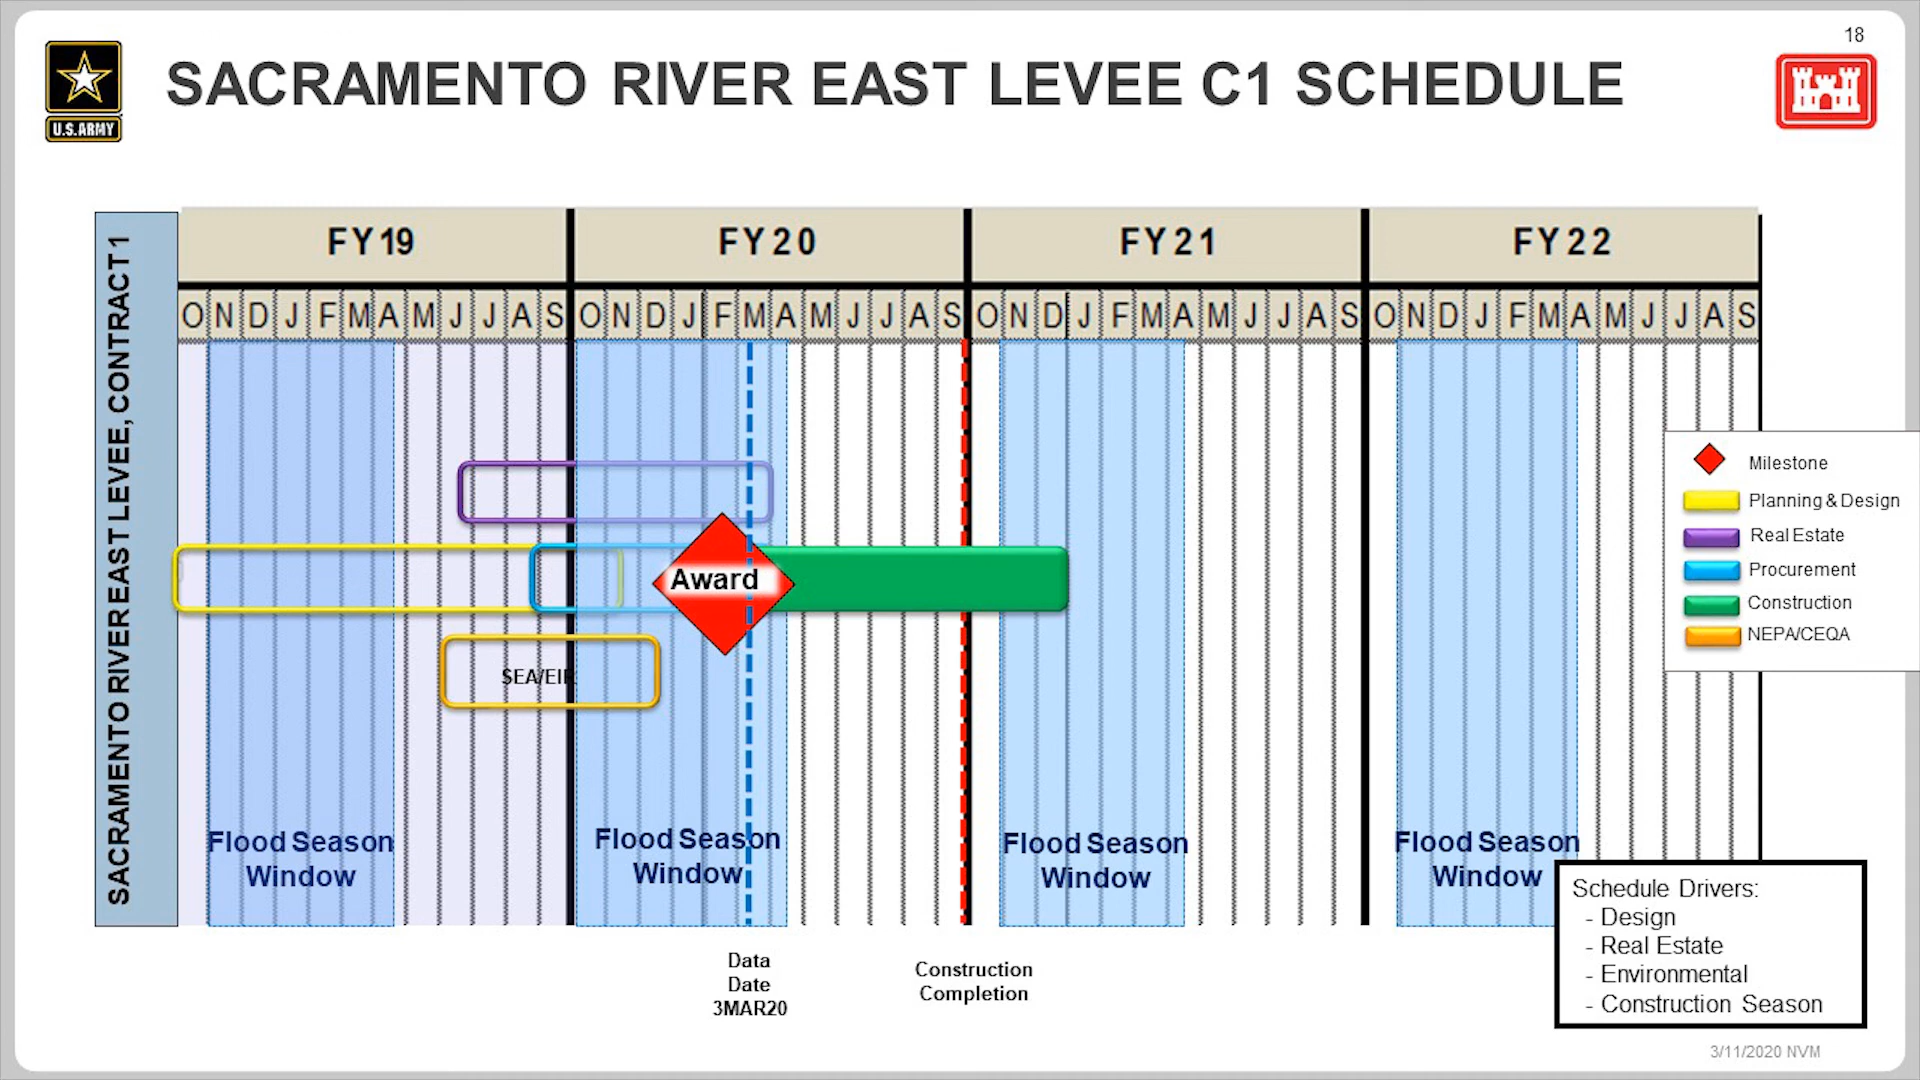 18
SACRAMENTO RIVER EAST LEVEE C1 SCHEDULE
U.S.ARMY
SACRAMENTO RIVER EAST LEVEE, CONTRACT 1
FY19 FY20 FY21 FY22
O N D J F M A M J J A S O N D J F M A M J J A S O N D J F M A M J J A S O N D J F M A M J J A S
Milestone
Planning & Design
Real Estate
Procurement
Construction
NEPA/CEQA
Award
SEA/EIR
Flood Season
Window
Flood Season
Window
Flood Season
Window
Flood Season
Window
Schedule Drivers:
- Design
- Real Estate
- Environmental
- Construction Season
Data
Date
3MAR20
Construction
Completion
3/11/2020 NVM